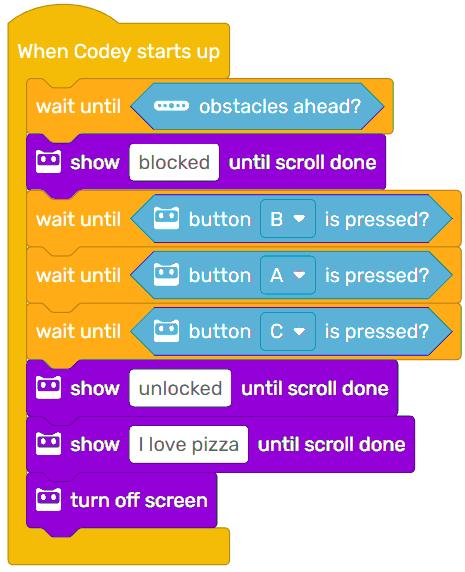 When Codey starts up
wait until obstacles ahead?
show blocked until scroll done
wait until button B is pressed?
wait until button A is pressed?
wait until button C is pressed?
show unlocked until scroll done
show I love pizza until scroll done
turn off screen